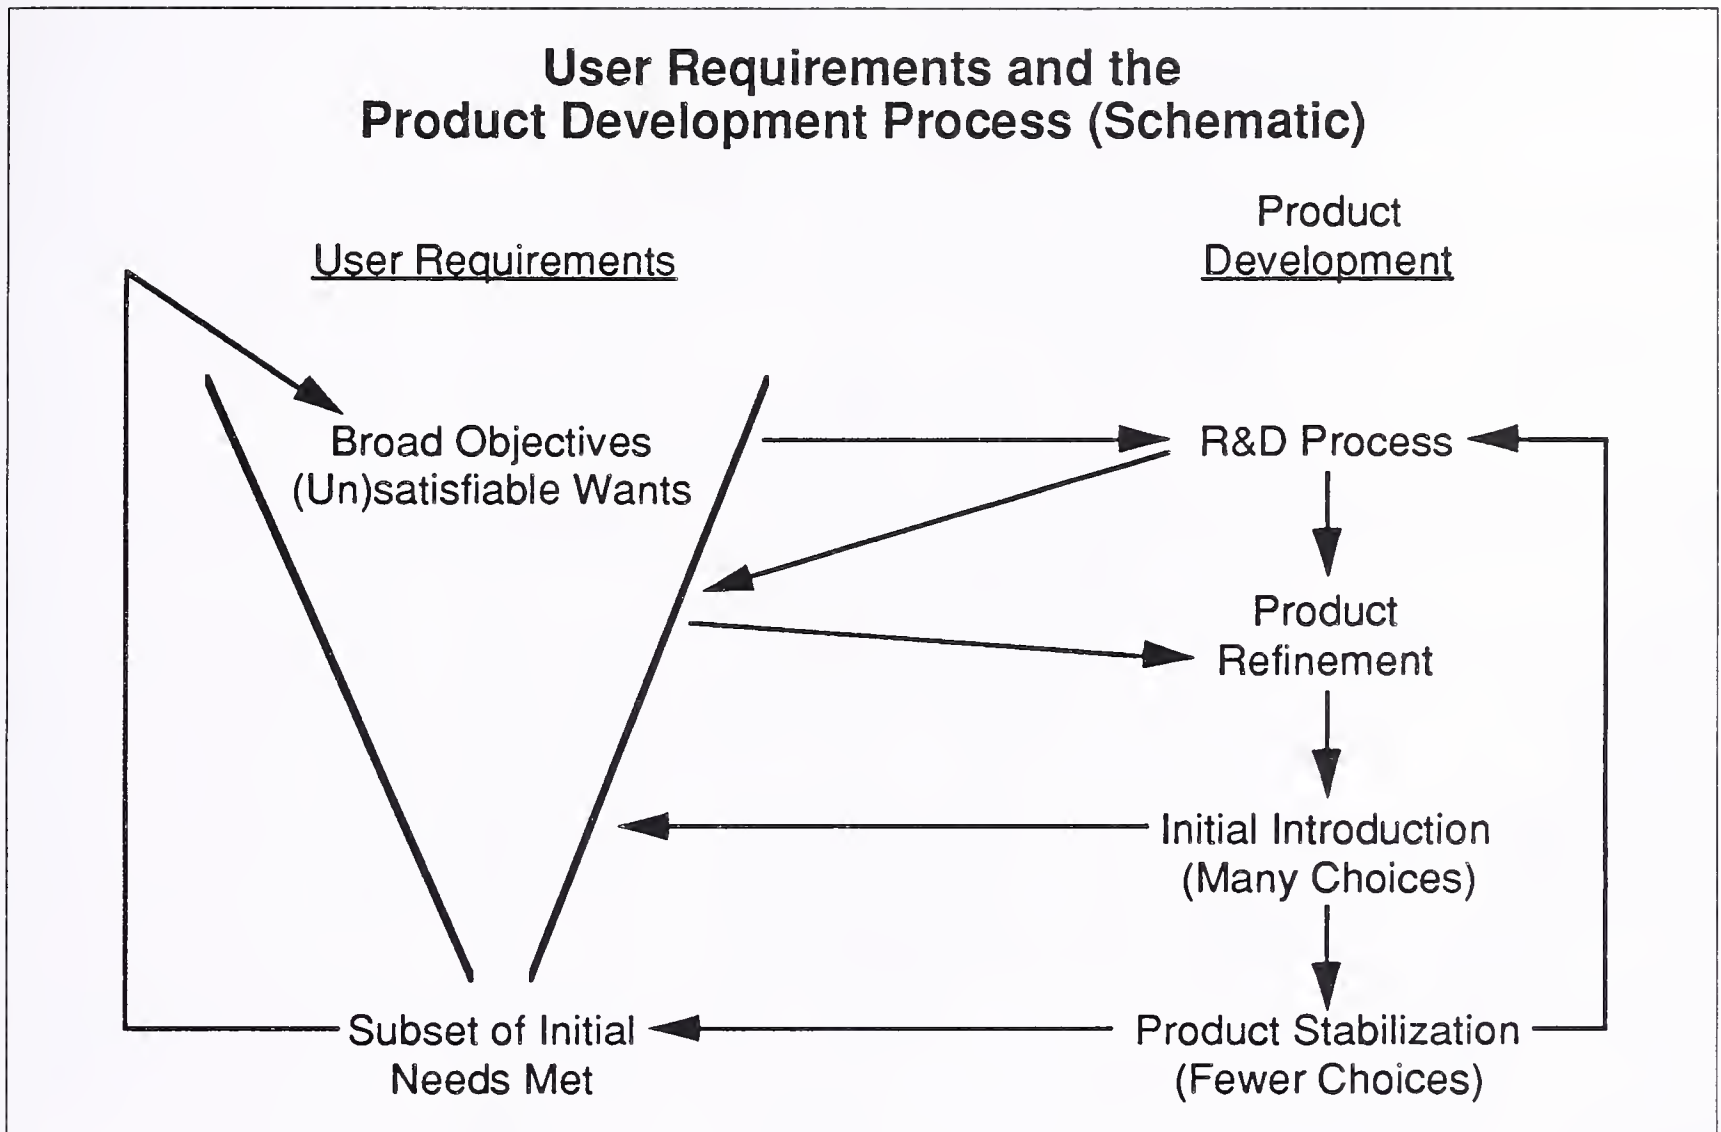 User Requirements and the
Product Development Process (Schematic)
User Requirements
Product
Development
Broad Objectives
(Un)satisfiable Wants
R&D Process
Product
Refinement
Initial Introduction
(Many Choices)
Subset of Initial
Needs Met
Product Stabilization
(Fewer Choices)